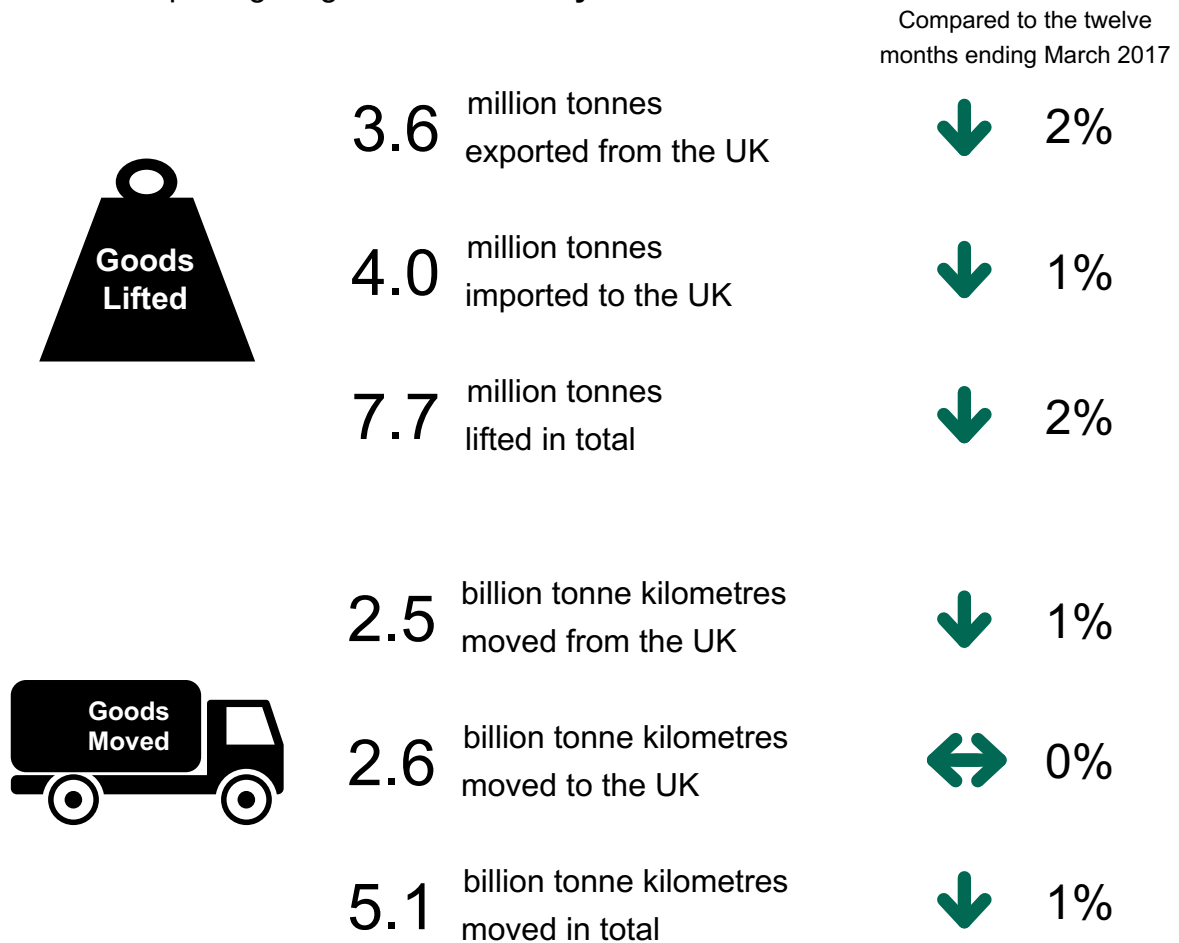 Compared to the twelve
months ending March 2017
Goods
Lifted
3.6 million tonnes
exported from the UK
2%
4.0 million tonnes
imported to the UK
1%
7.7 million tonnes
lifted in total
2%
Goods
Moved
2.5 billion tonne kilometres
moved from the UK
1%
2.6 billion tonne kilometres
moved to the UK
0%
5.1 billion tonne kilometres
moved in total
1%